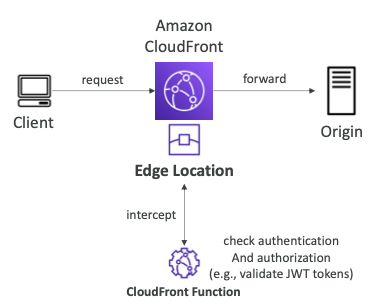 Amazon
CloudFront
request
forward
Client
Origin
Edge Location
intercept
check authentication
And authorization
(e.g., validate JWT tokens)
CloudFront Function